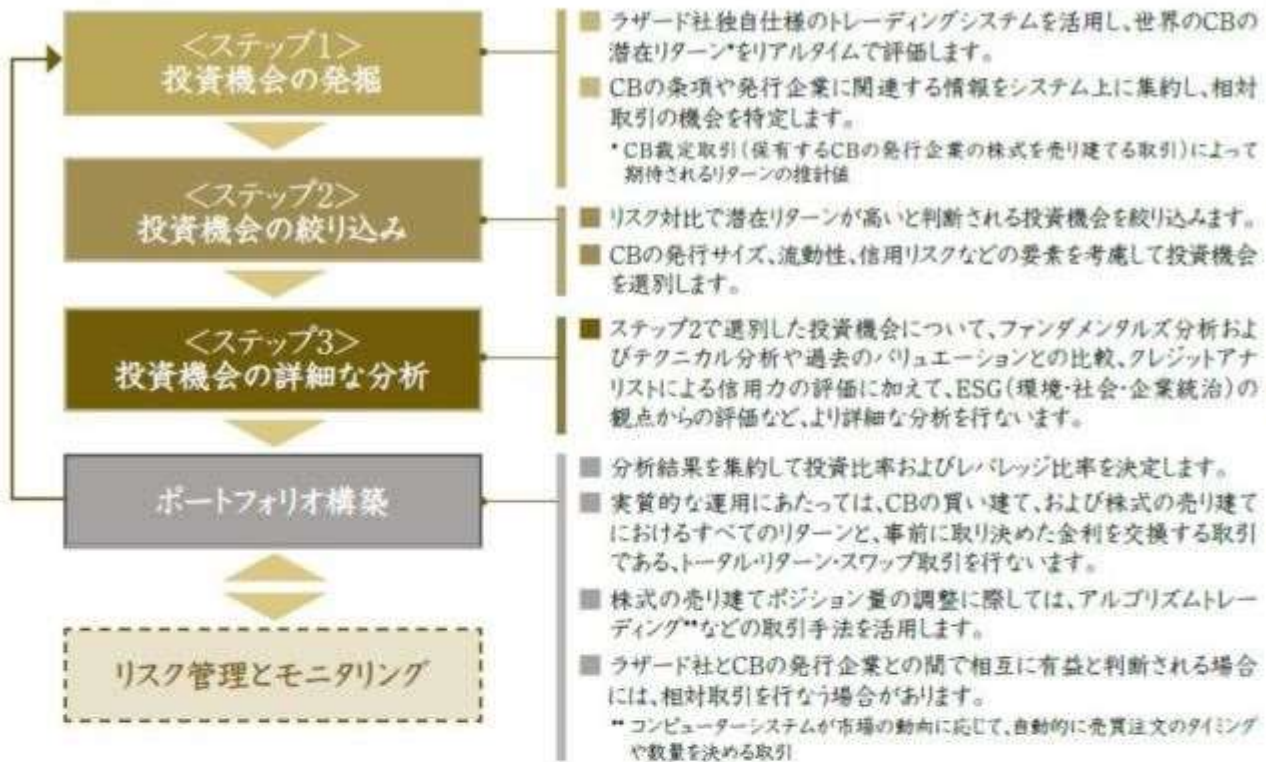 <ステップ1>
投資機会の発掘
■ ラザード社独自仕様のトレーディングシステムを活用し、世界のCBの
潜在リターン*をリアルタイムで評価します。
■ CBの条項や発行企業に関連する情報をシステム上に集約し、相対
取引の機会を特定します。
* CB裁定取引(保有するCBの発行企業の株式を売り建てる取引)によって
期待されるリターンの推計値
<ステップ2>
投資機会の絞り込み
■ リスク対比で潜在リターンが高いと判断される投資機会を絞り込みます。
■ CBの発行サイズ、流動性、信用リスクなどの要素を考慮して投資機会
を選別します。
<ステップ3>
投資機会の詳細な分析
■ ステップ2で選別した投資機会について、ファンダメンタルズ分析およ
びテクニカル分析や過去のバリュエーションとの比較、クレジットアナ
リストによる信用力の評価に加えて、ESG(環境・社会・企業統治)の
観点からの評価など、より詳細な分析を行ないます。
ポートフォリオ構築
■ 分析結果を集約して投資比率およびレバレッジ比率を決定します。
■ 実質的な運用にあたっては、CBの買い建て、および株式の売り建て
におけるすべてのリターンと、事前に取り決めた金利を交換する取引
である、トータル・リターン・スワップ取引を行ないます。
■ 株式の売り建てポジション量の調整に際しては、アルゴリズムトレー
ディング**などの取引手法を活用します。
■ ラザード社とCBの発行企業との間で相互に有益と判断される場合
には、相対取引を行なう場合があります。
** コンピューターシステムが市場の動向に応じて、自動的に売買注文のタイミング
や数量を決める取引
リスク管理とモニタリング